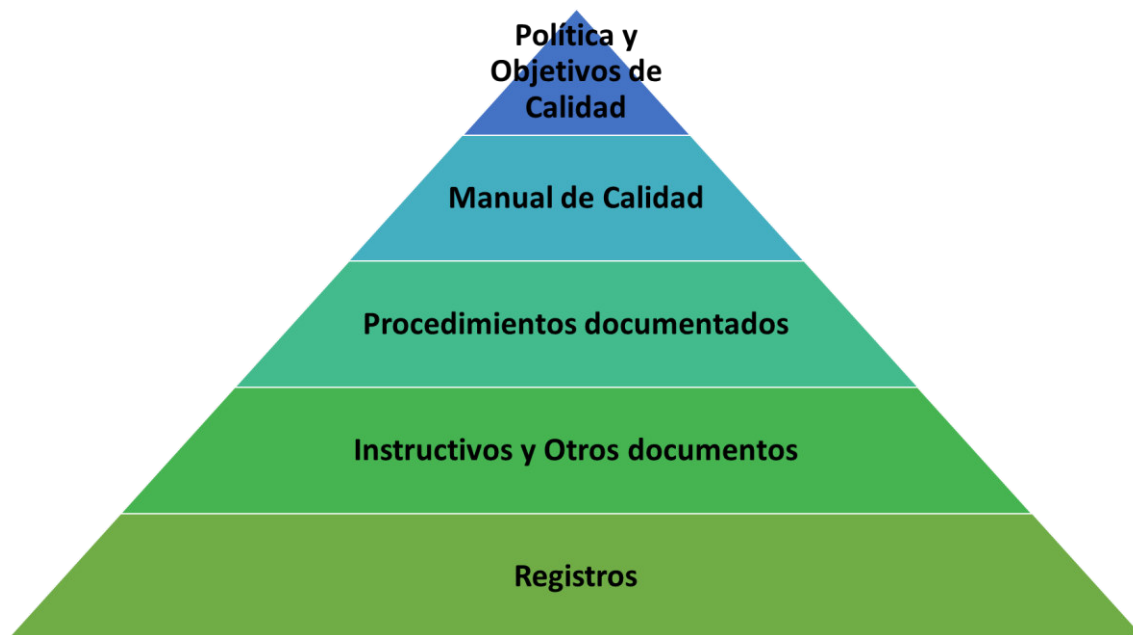 Política y
Objetivos de
Calidad
Manual de Calidad
Procedimientos documentados
Instructivos y Otros documentos
Registros